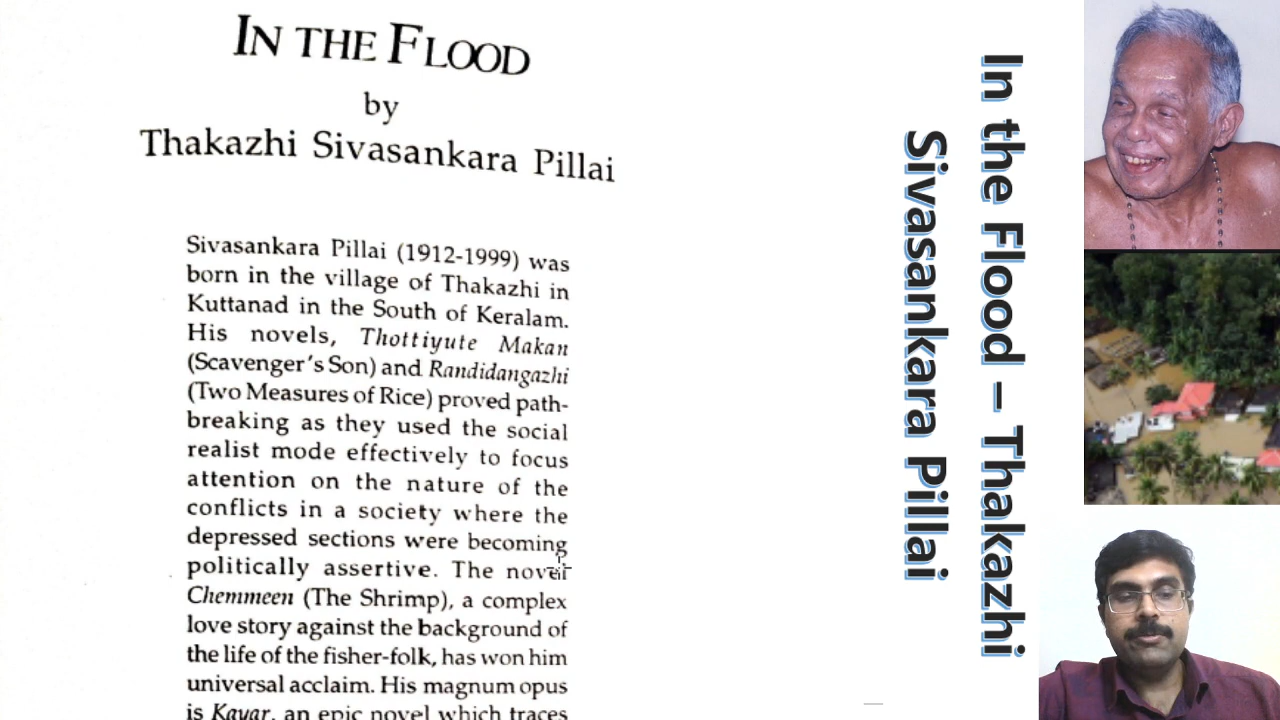 IN THE FLOOD
by
Thakazhi Sivasankara Pillai
Sivasankara Pillai (1912-1999) was
born in the village of Thakazhi in
Kuttanad in the South of Keralam.
His novels, Thottiyute Makan
(Scavenger's Son) and Randidangazhi
(Two Measures of Rice) proved path-
breaking as they used the social
realist mode effectively to focus
attention on the nature of the
conflicts in a society where the
depressed sections were becoming
politically assertive. The novel
Chemmeen (The Shrimp), a complex
love story against the background of
the life of the fisher-folk, has won him
universal acclaim. His magnum opus
is Kayar, an epic novel which traces
In the Flood – Thakazhi
Sivasankara Pillai